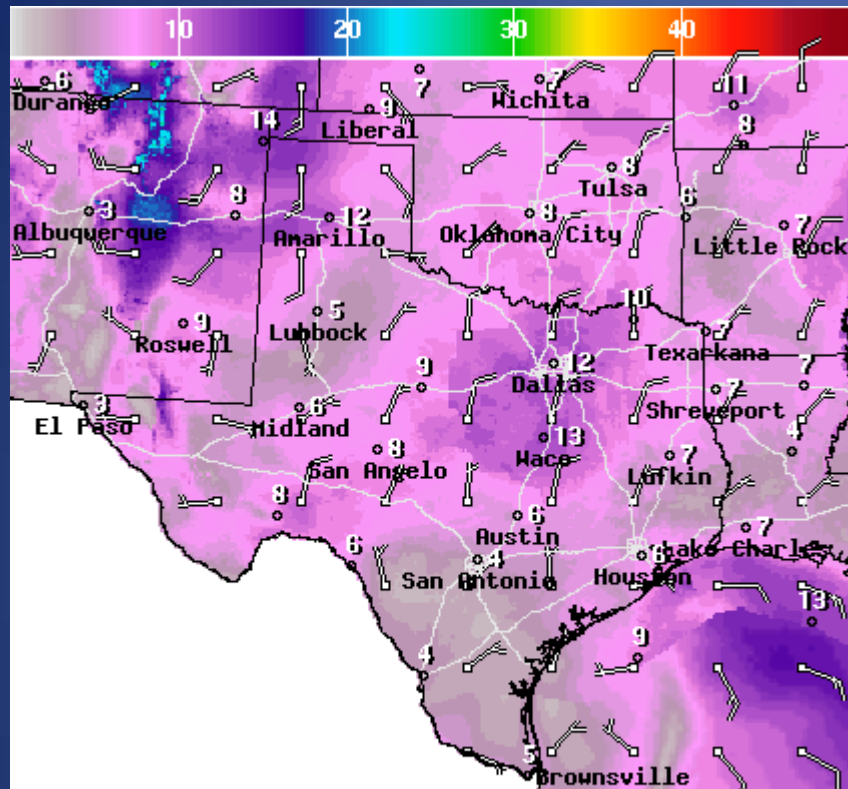 10 20 30 40
6 7 7
Durango Wichita
9 11
Liberal
14 8
8
Tulsa
3 8 12 8 6 7
Albuquerque Amarillo Oklahoma City Little Rock
5 10
9 Lubbock 7
Roswell Texarkana
12
9 Dallas 7 7
3 6 Shreveport
El Paso Midland
13
8 Waco 7 4
San Angelo Lufkin
8 6 7
Austin
6 4 6 Lake Charles
San Antonio Houston
13
4 9
5
Brownsville